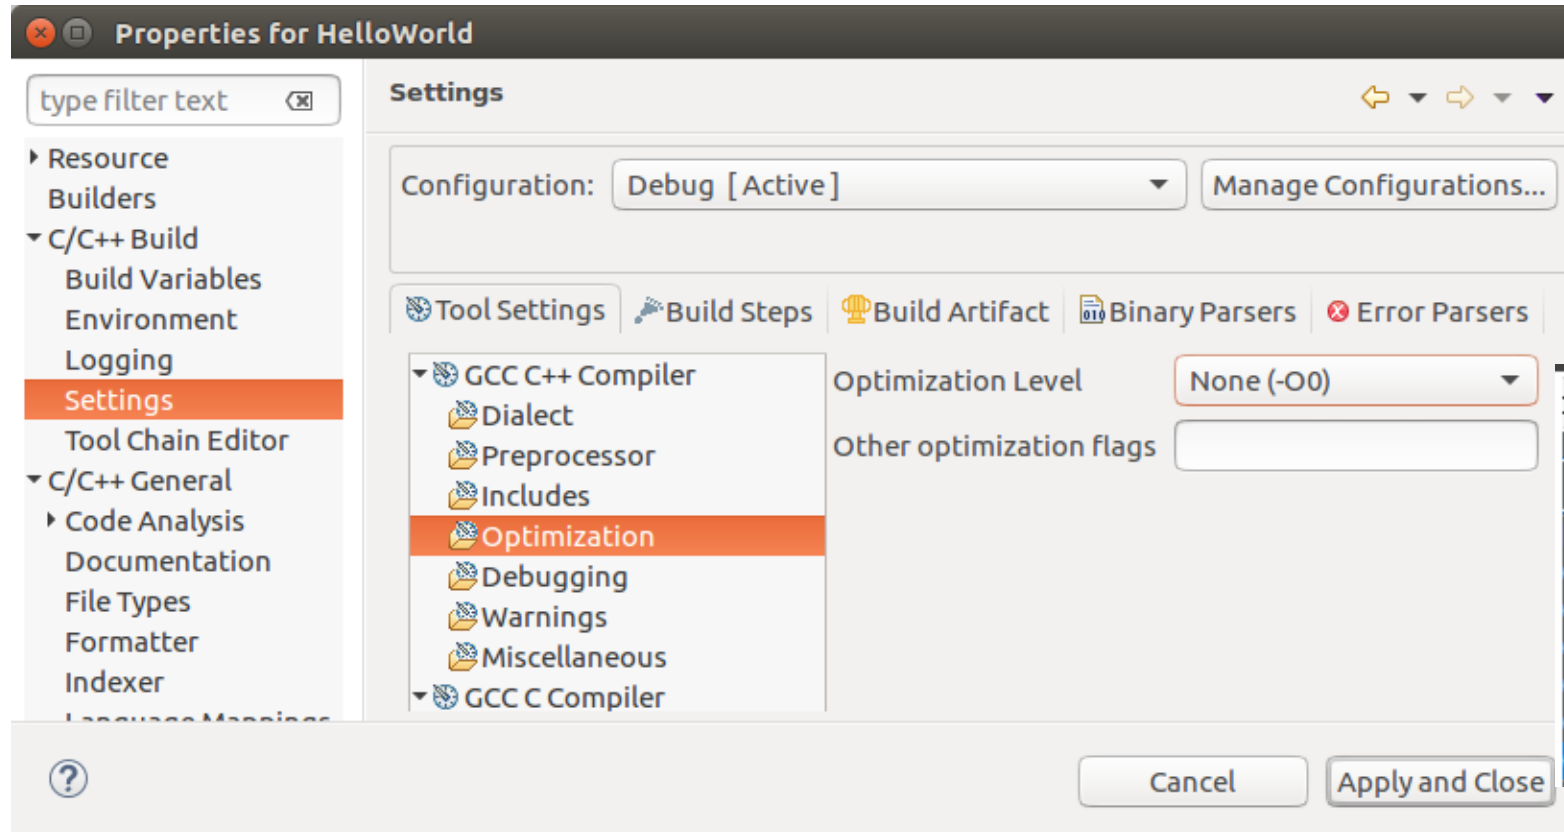 Properties for HelloWorld
type filter text
Resource
Builders
C/C++ Build
Build Variables
Environment
Logging
Settings
Tool Chain Editor
C/C++ General
Code Analysis
Documentation
File Types
Formatter
Indexer
Language Mappings
Settings
Configuration: Debug [ Active ] Manage Configurations...
Tool Settings Build Steps Build Artifact Binary Parsers Error Parsers
GCC C++ Compiler
Dialect
Preprocessor
Includes
Optimization
Debugging
Warnings
Miscellaneous
GCC C Compiler
Optimization Level None (-O0)
Other optimization flags
Cancel Apply and Close